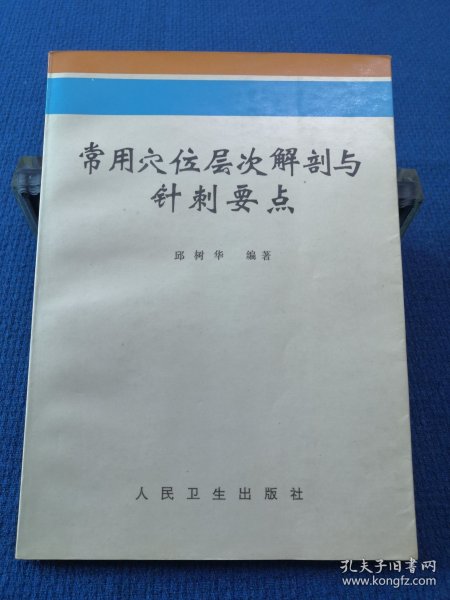 常用穴位层次解剖与
针刺要点
邱树华 编著
人民卫生出版社
孔夫子旧书网
www.kongfz.com